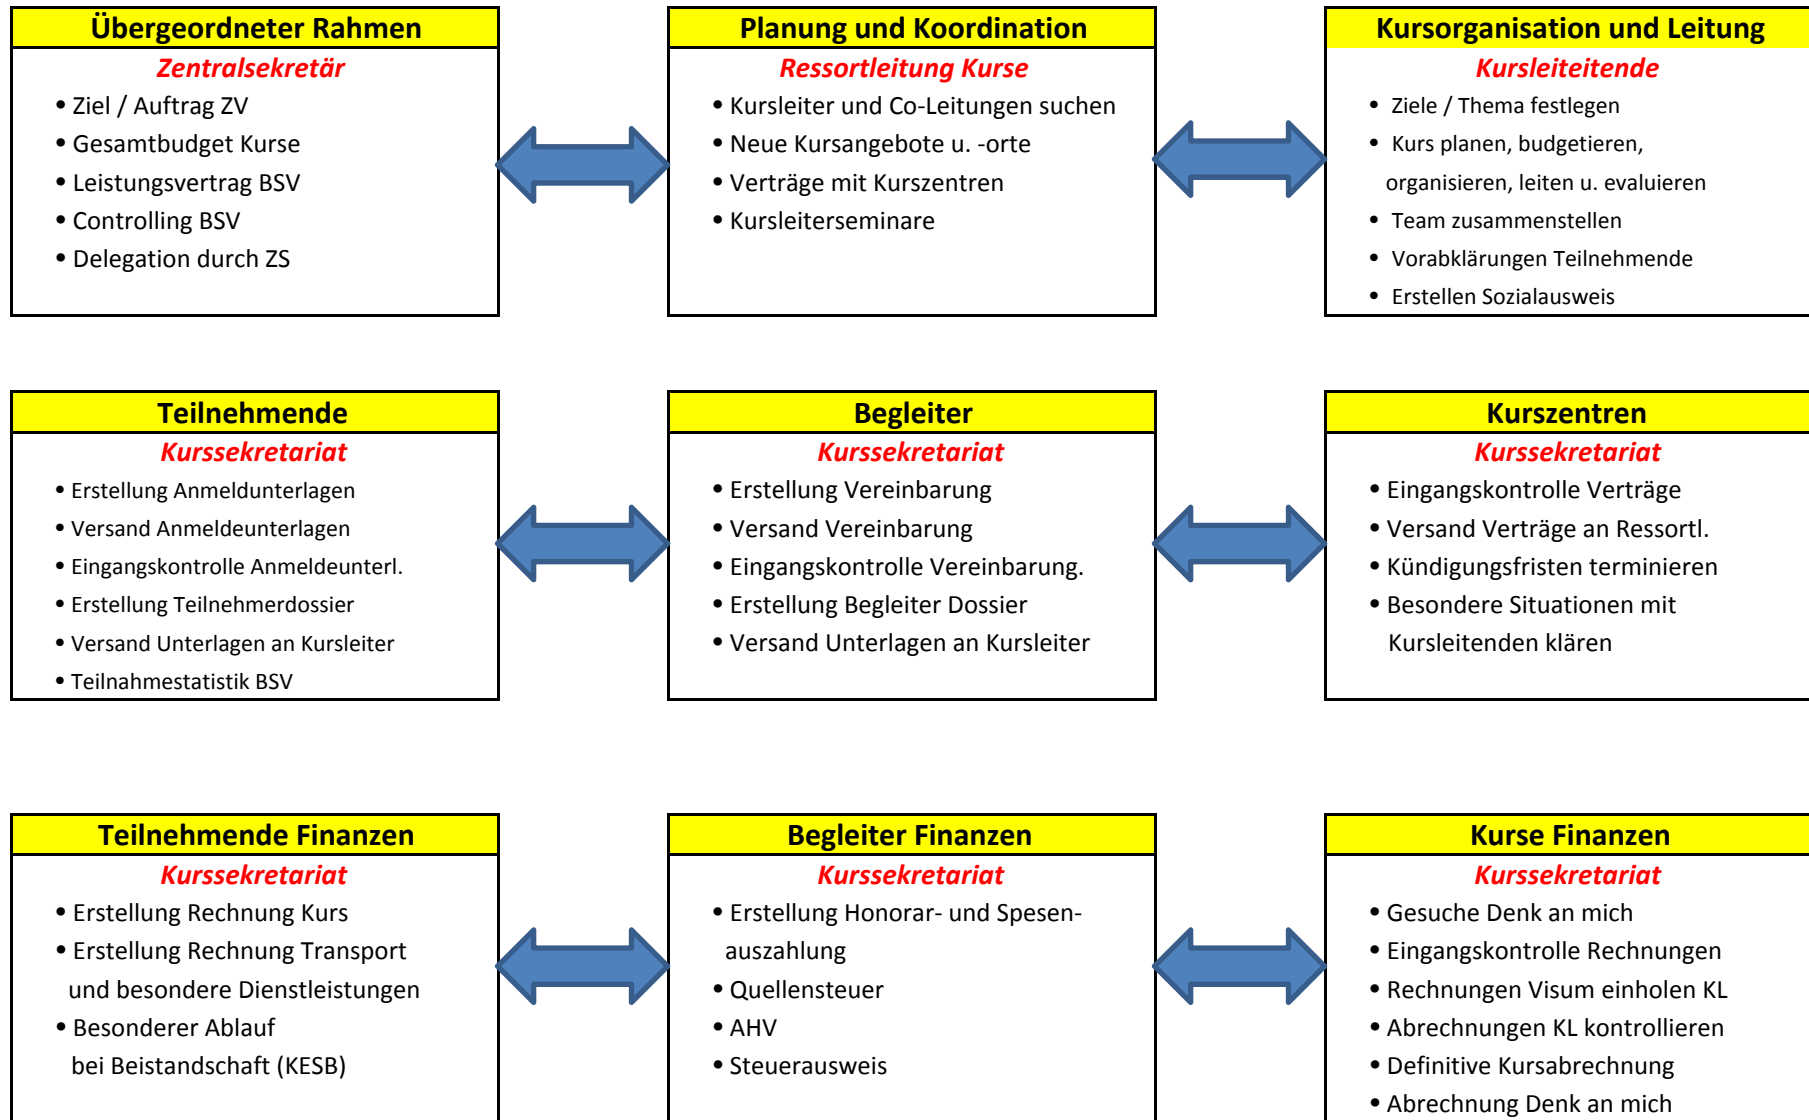 Übergeordneter Rahmen
Zentralsekretär
• Ziel / Auftrag ZV
• Gesamtbudget Kurse
• Leistungsvertrag BSV
• Controlling BSV
• Delegation durch ZS
Planung und Koordination
Ressortleitung Kurse
• Kursleiter und Co-Leitungen suchen
• Neue Kursangebote u. -orte
• Verträge mit Kurszentren
• Kursleiterseminare
Kursorganisation und Leitung
Kursleiteitende
• Ziele / Thema festlegen
• Kurs planen, budgetieren,
organisieren, leiten u. evaluieren
• Team zusammenstellen
• Vorabklärungen Teilnehmende
• Erstellen Sozialausweis
Teilnehmende
Kurssekretariat
• Erstellung Anmeldunterlagen
• Versand Anmeldeunterlagen
• Eingangskontrolle Anmeldeunterl.
• Erstellung Teilnehmerdossier
• Versand Unterlagen an Kursleiter
• Teilnahmestatistik BSV
Begleiter
Kurssekretariat
• Erstellung Vereinbarung
• Versand Vereinbarung
• Eingangskontrolle Vereinbarung.
• Erstellung Begleiter Dossier
• Versand Unterlagen an Kursleiter
Kurszentren
Kurssekretariat
• Eingangskontrolle Verträge
• Versand Verträge an Ressortl.
• Kündigungsfristen terminieren
• Besondere Situationen mit
Kursleitenden klären
Teilnehmende Finanzen
Kurssekretariat
• Erstellung Rechnung Kurs
• Erstellung Rechnung Transport
und besondere Dienstleistungen
• Besonderer Ablauf
bei Beistandschaft (KESB)
Begleiter Finanzen
Kurssekretariat
• Erstellung Honorar- und Spesen-
auszahlung
• Quellensteuer
• AHV
• Steuerausweis
Kurse Finanzen
Kurssekretariat
• Gesuche Denk an mich
• Eingangskontrolle Rechnungen
• Rechnungen Visum einholen KL
• Abrechnungen KL kontrollieren
• Definitive Kursabrechnung
• Abrechnung Denk an mich